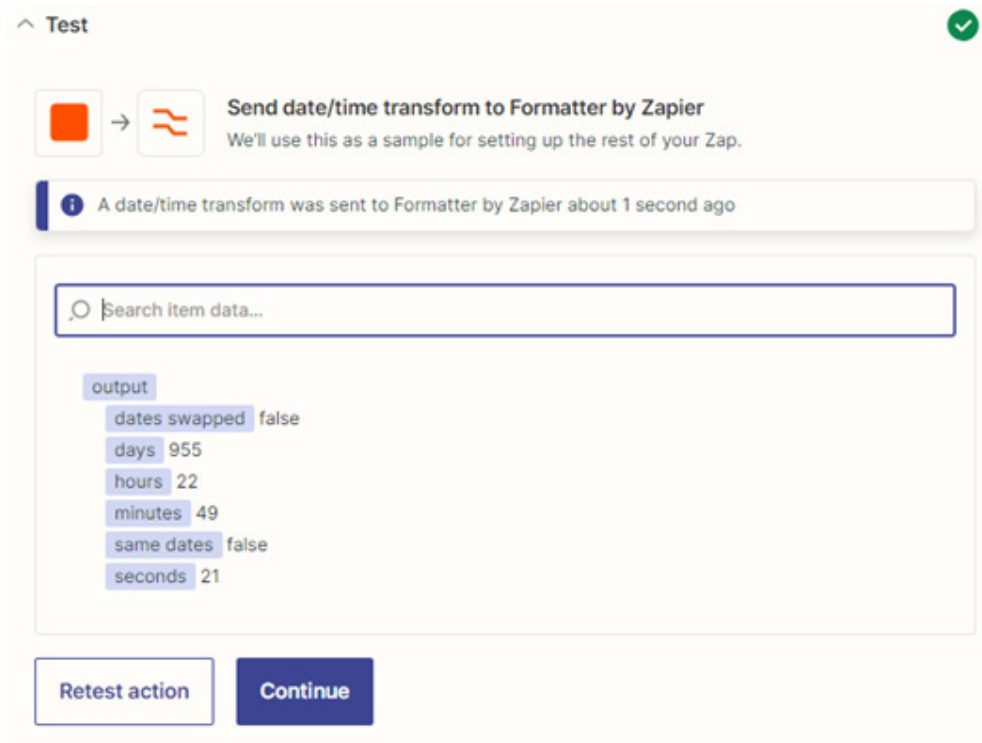 Test
Send date/time transform to Formatter by Zapier
We'll use this as a sample for setting up the rest of your Zap.
A date/time transform was sent to Formatter by Zapier about 1 second ago
Search item data...
output
dates swapped false
days 955
hours 22
minutes 49
same dates false
seconds 21
Retest action
Continue